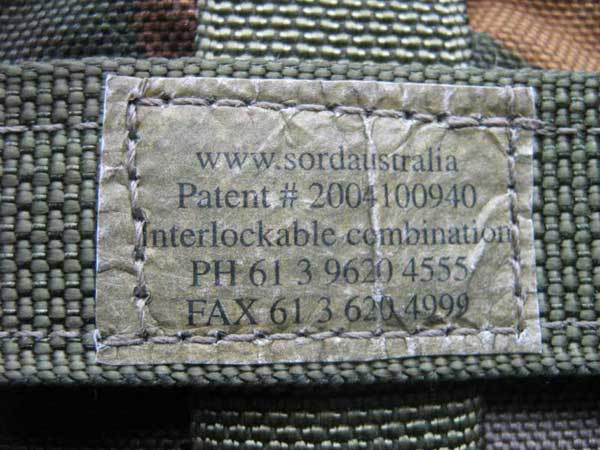 www.sordaustralia
Patent # 2004100940
Interlockable combination
PH 61 3 9620 4555
FAX 61 3 620 4999